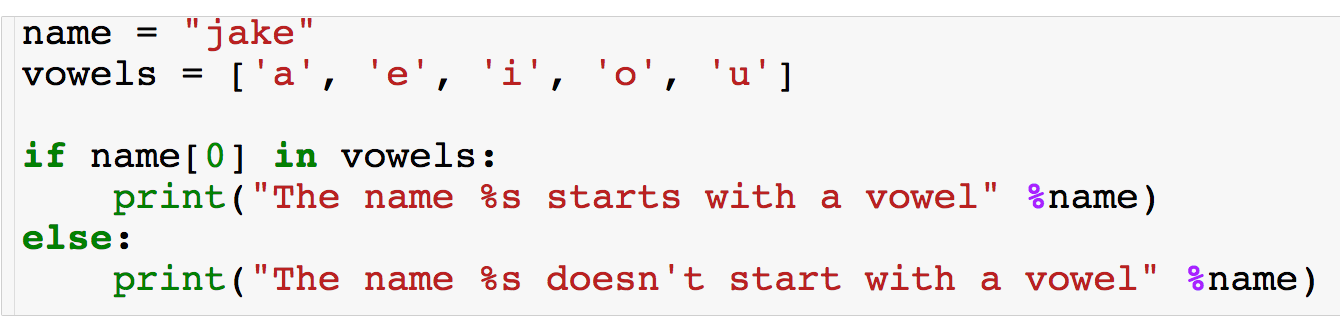 name = "jake"
vowels = ['a', 'e', 'i', 'o', 'u']
if name[0] in vowels:
    print("The name %s starts with a vowel" %name)
else:
    print("The name %s doesn't start with a vowel" %name)